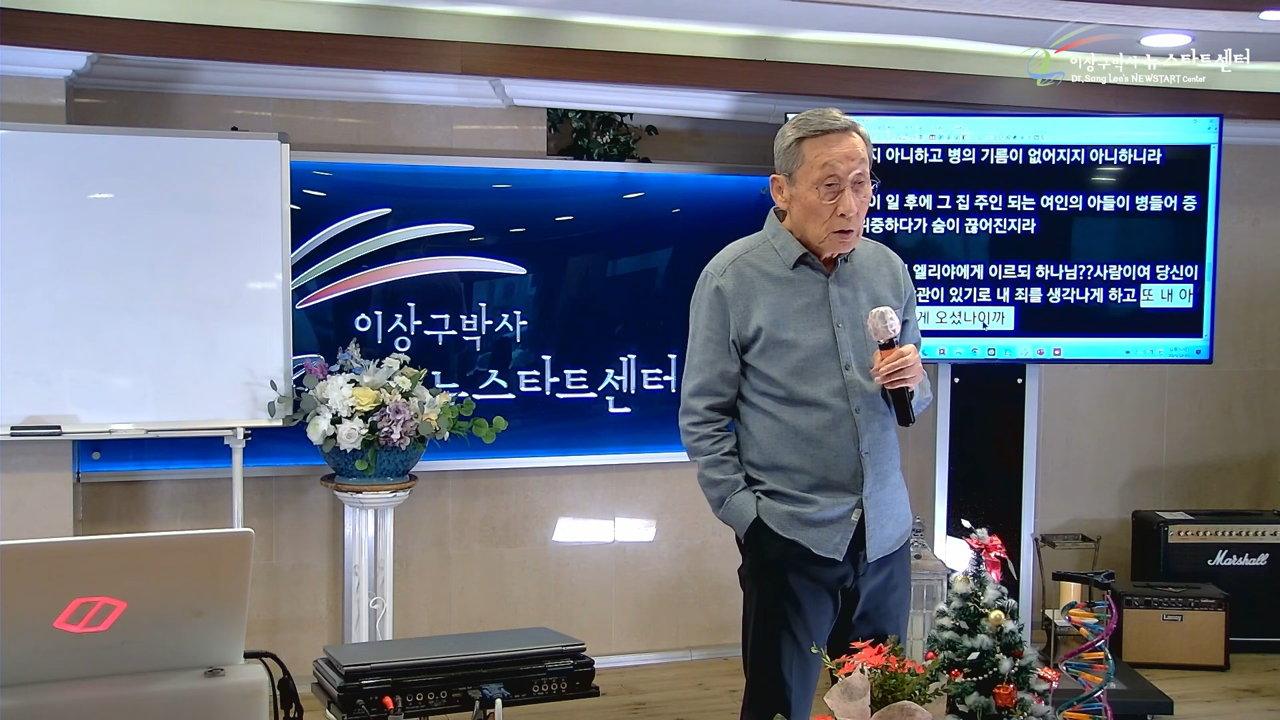 이상구박사 뉴 스타트센터
Dr. Sang Lee's NEWSTART Center
지 아니하고 병의 기름이 없어지지 아니하니라
이 일 후에 그 집 주인 되는 여인의 아들이 병들어 증
위중하다가 숨이 끊어진지라
엘리야에게 이르되 하나님??사람이여 당신이
관이 있기로 내 죄를 생각나게 하고 또 내 아
게 오셨나이까
이상구박사
뉴스타트센터
Marshall
Laney